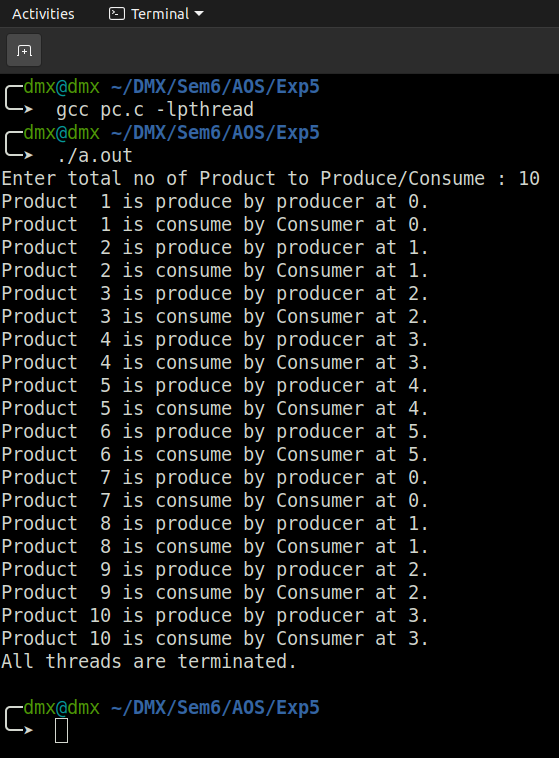 Activities Terminal
dmx@dmx ~/DMX/Sem6/AOS/Exp5
gcc pc.c -lpthread
dmx@dmx ~/DMX/Sem6/AOS/Exp5
./a.out
Enter total no of Product to Produce/Consume : 10
Product  1 is produce by producer at 0.
Product  1 is consume by Consumer at 0.
Product  2 is produce by producer at 1.
Product  2 is consume by Consumer at 1.
Product  3 is produce by producer at 2.
Product  3 is consume by Consumer at 2.
Product  4 is produce by producer at 3.
Product  4 is consume by Consumer at 3.
Product  5 is produce by producer at 4.
Product  5 is consume by Consumer at 4.
Product  6 is produce by producer at 5.
Product  6 is consume by Consumer at 5.
Product  7 is produce by producer at 0.
Product  7 is consume by Consumer at 0.
Product  8 is produce by producer at 1.
Product  8 is consume by Consumer at 1.
Product  9 is produce by producer at 2.
Product  9 is consume by Consumer at 2.
Product 10 is produce by producer at 3.
Product 10 is consume by Consumer at 3.
All threads are terminated.
dmx@dmx ~/DMX/Sem6/AOS/Exp5